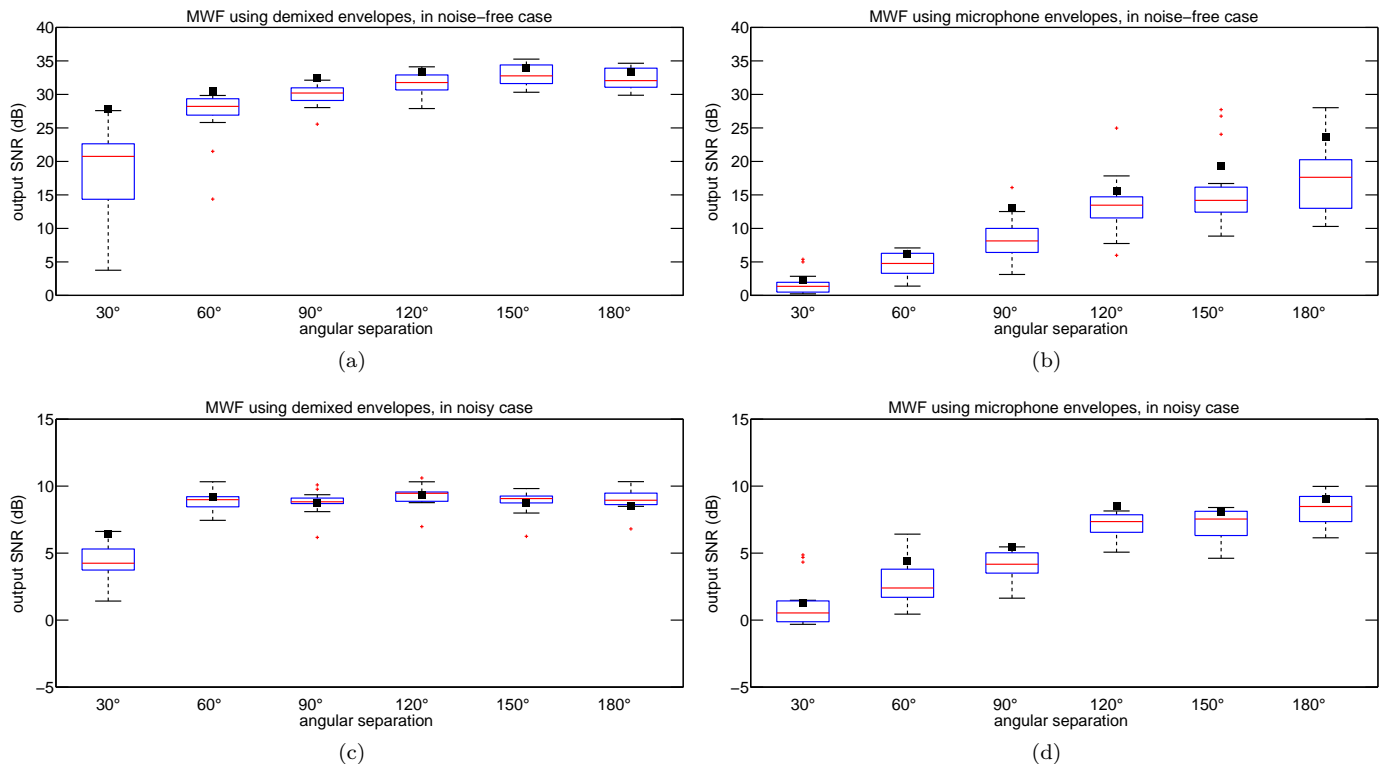 MWF using demixed envelopes, in noise−free case
40
35
30
25
20
15
10
5
0
output SNR (dB)
30° 60° 90° 120° 150° 180°
angular separation
(a)
MWF using microphone envelopes, in noise−free case
40
35
30
25
20
15
10
5
0
output SNR (dB)
30° 60° 90° 120° 150° 180°
angular separation
(b)
MWF using demixed envelopes, in noisy case
15
10
5
0
−5
output SNR (dB)
30° 60° 90° 120° 150° 180°
angular separation
(c)
MWF using microphone envelopes, in noisy case
15
10
5
0
−5
output SNR (dB)
30° 60° 90° 120° 150° 180°
angular separation
(d)